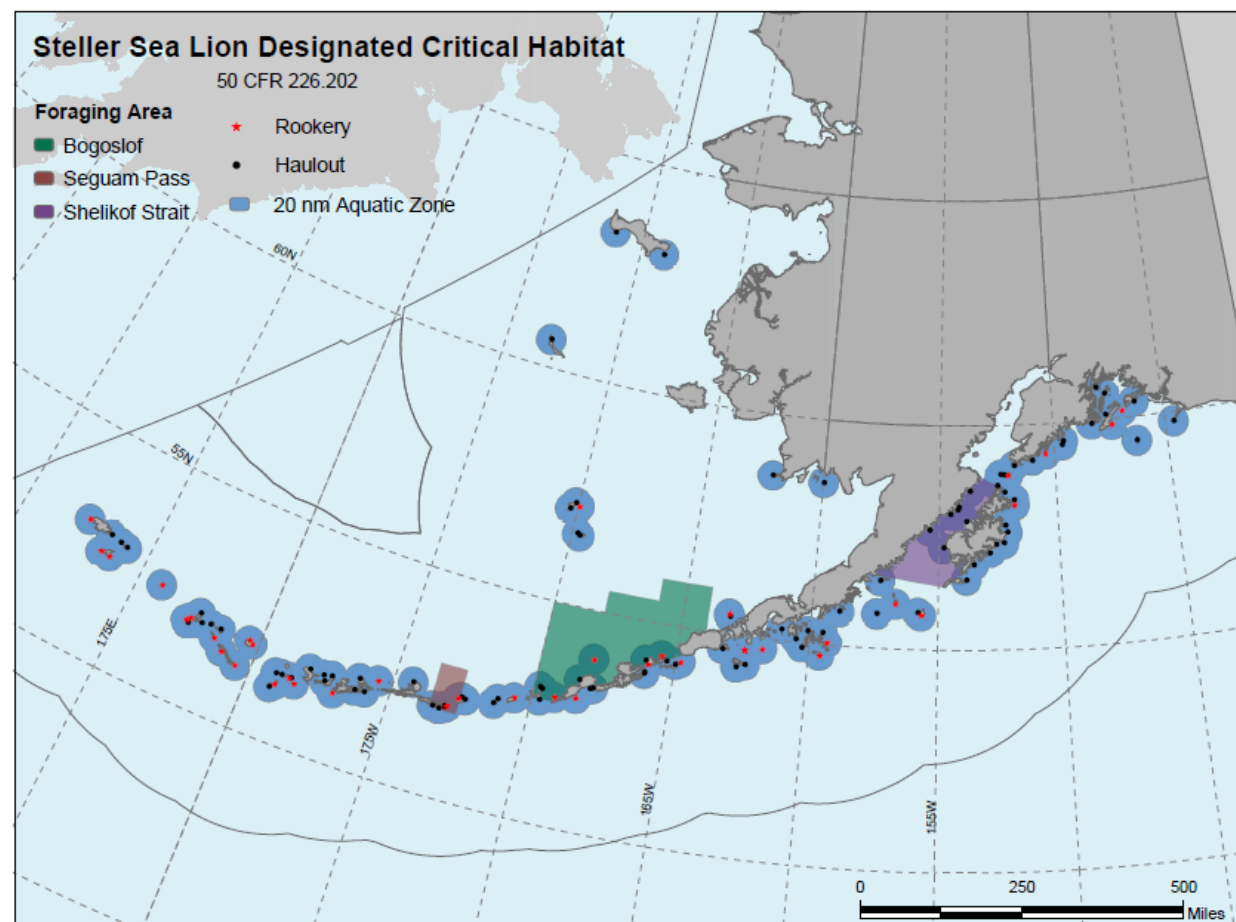 Steller Sea Lion Designated Critical Habitat
50 CFR 226.202
Foraging Area
Bogoslof
Seguam Pass
Shelikof Strait
Rookery
Haulout
20 nm Aquatic Zone
60N
55N
175E
175W
165W
155W
0 250 500
Miles